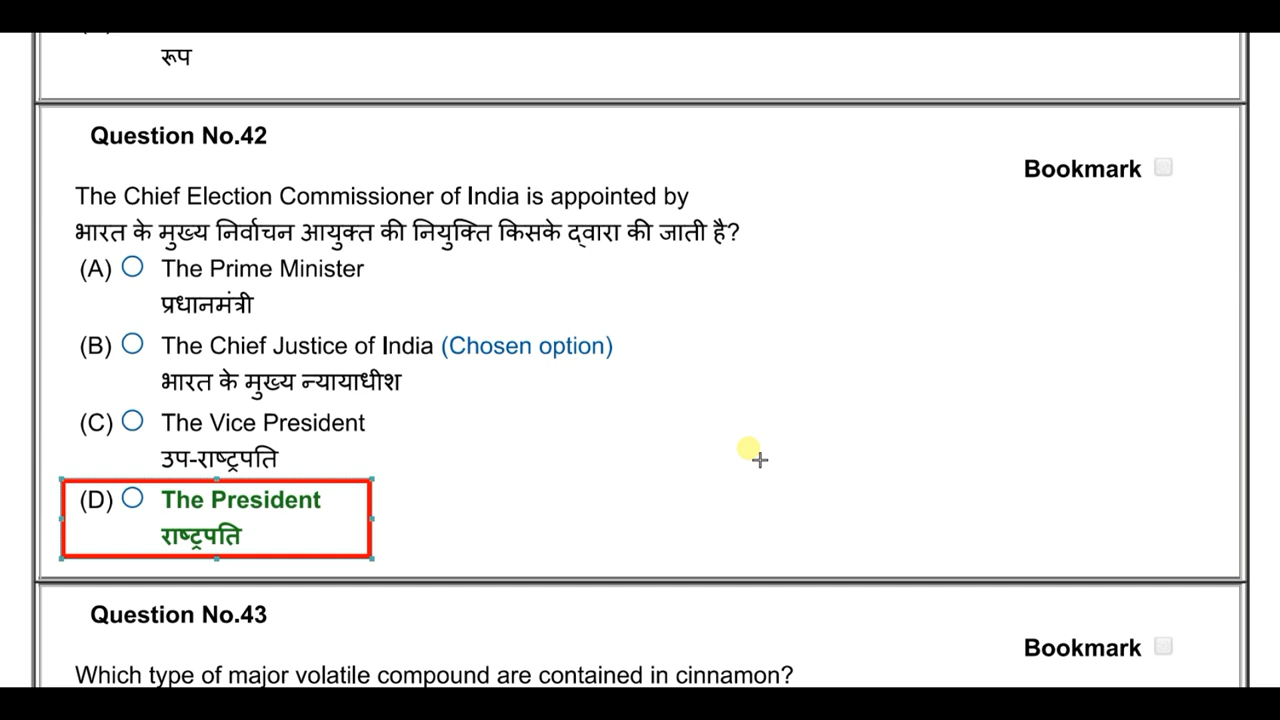 रूप
Question No.42
Bookmark
The Chief Election Commissioner of India is appointed by
भारत के मुख्य निर्वाचन आयुक्त की नियुक्ति किसके द्वारा की जाती है?
(A) The Prime Minister
प्रधानमंत्री
(B) The Chief Justice of India (Chosen option)
भारत के मुख्य न्यायाधीश
(C) The Vice President
उप-राष्ट्रपति
(D) The President
राष्ट्रपति
Question No.43
Bookmark
Which type of major volatile compound are contained in cinnamon?